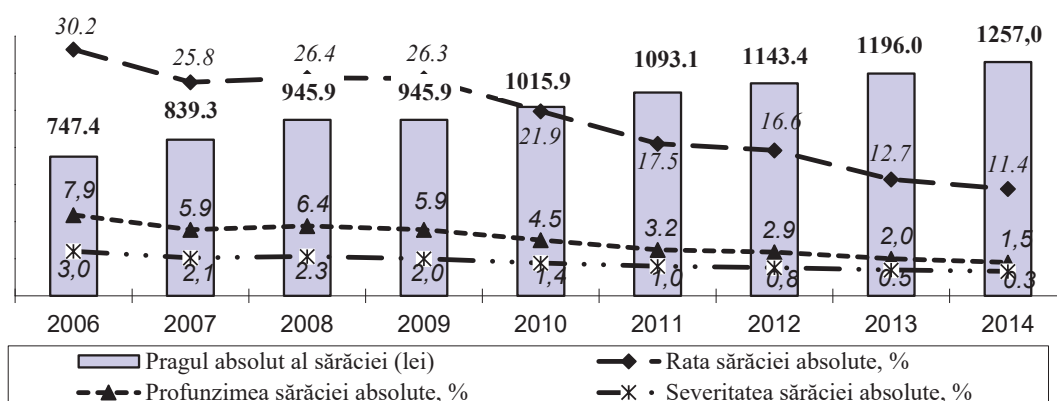 30.2 25.8 26.4 26.3 1015.9 1093.1 1143.4 1196.0 1257,0
747.4 839.3 945.9 945.9 21.9 17.5 16.6 12.7 11.4
7,9 5.9 6.4 5.9 4.5 3.2 2.9 2,0 1,5
3,0 2,1 2.3 2,0 1,4 1,0 0,8 0.5 0.3
2006 2007 2008 2009 2010 2011 2012 2013 2014
Pragul absolut al sărăciei (lei) Rata sărăciei absolute, %
Profunzimea sărăciei absolute, % Severitatea sărăciei absolute, %